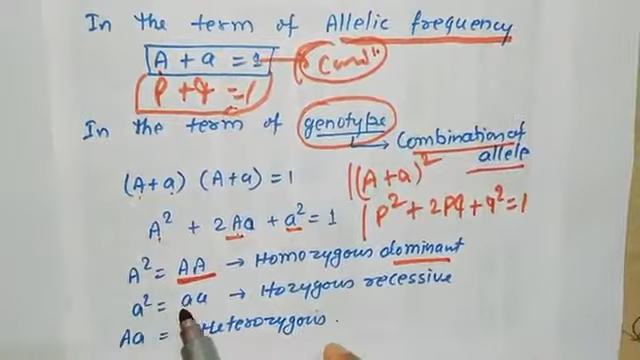 In the term of Allelic frequency
A + a = 1
P + q = 1
In the term of genotype
Combination of allele
(A+a) (A+a) = 1
(A+a)²
A² + 2Aa + a² = 1
P² + 2Pq + q² = 1
A² = AA → Homozygous dominant
a² = aa → Hozygous recessive
Aa = Heterozygous.